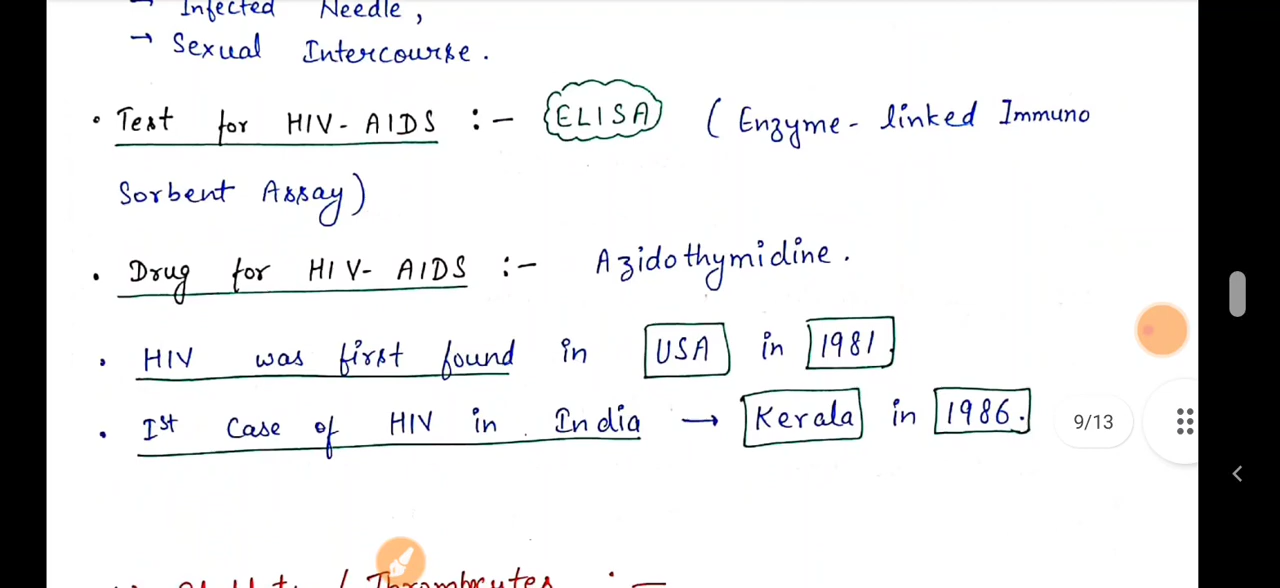 → Infected Needle,
→ Sexual Intercourse.
• Test for HIV-AIDS :- ELISA (Enzyme-linked Immuno
Sorbent Assay)
• Drug for HIV-AIDS :- Azidothymidine.
• HIV was first found in USA in 1981.
• Ist Case of HIV in India → Kerala in 1986.
9/13
/ Thrombocytes :-